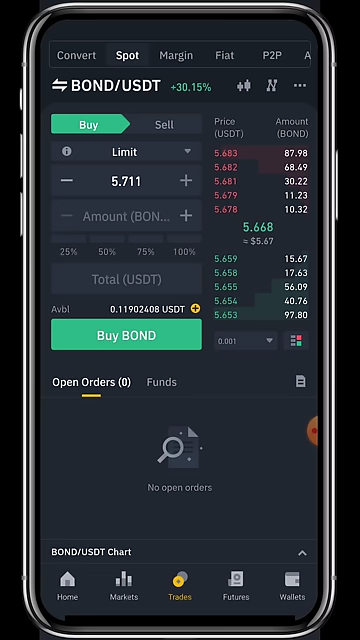 Convert Spot Margin Fiat P2P A
BOND/USDT +30.15%
Buy Sell
Limit
5.711
Amount (BON...
25% 50% 75% 100%
Total (USDT)
Avbl 0.11902408 USDT
Buy BOND
Price (USDT) Amount (BOND)
5.683 87.98
5.682 68.49
5.681 30.22
5.679 11.23
5.678 10.32
5.668
≈ $5.67
5.659 15.67
5.658 17.63
5.655 56.09
5.654 40.76
5.653 97.80
0.001
Open Orders (0) Funds
No open orders
BOND/USDT Chart
Home Markets Trades Futures Wallets